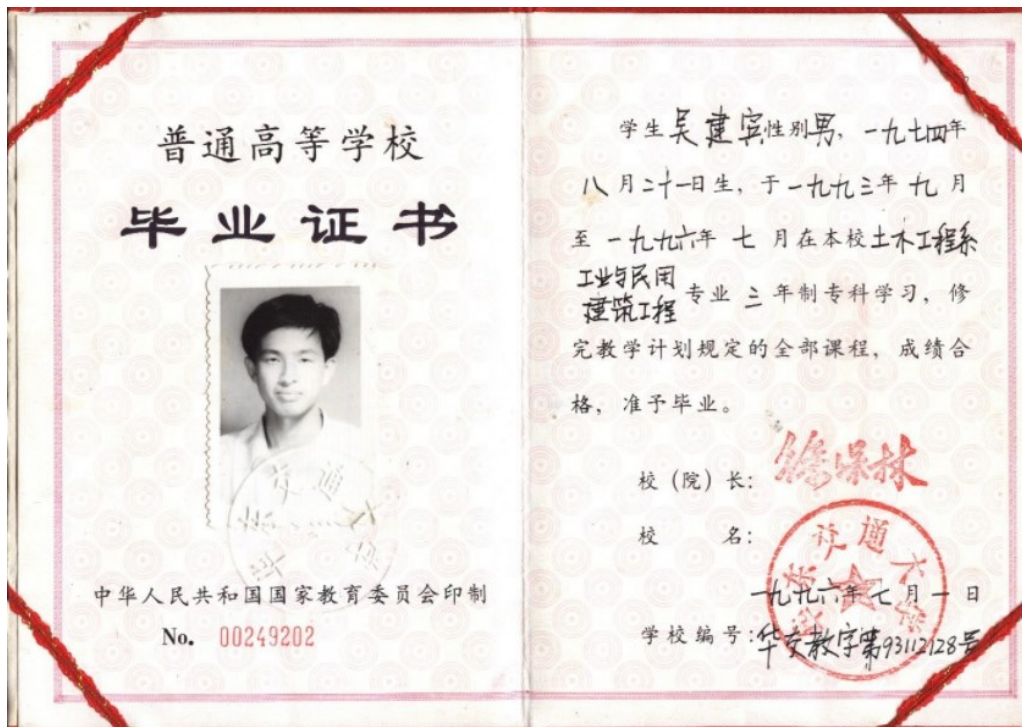 普通高等学校
毕业证书
中华人民共和国国家教育委员会印制
No. 00249202
学生吴建宾性别男，一九七四年
八月二十一日生，于一九九三年九月
至一九九六年七月在本校土木工程系
工业与民用
建筑工程专业三年制专科学习，修
完教学计划规定的全部课程，成绩合
格，准予毕业。
校（院）长：
校名：
华东交通大学
一九九六年七月一日
学校编号：华交教字第93112128号